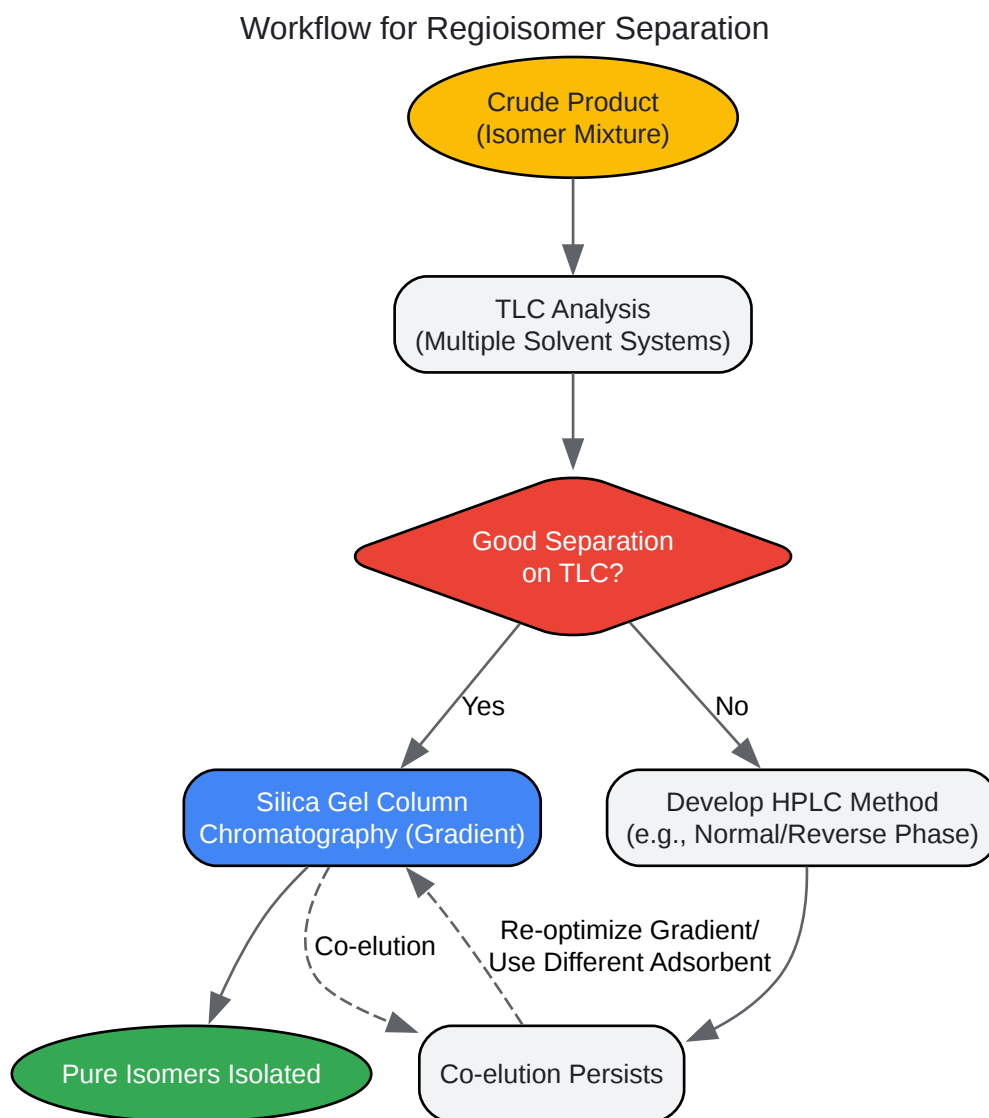 Workflow for Regioisomer Separation
Crude Product
(Isomer Mixture)
TLC Analysis
(Multiple Solvent Systems)
Good Separation
on TLC?
Yes
No
Silica Gel Column
Chromatography (Gradient)
Develop HPLC Method
(e.g., Normal/Reverse Phase)
Co-elution
Re-optimize Gradient/
Use Different Adsorbent
Pure Isomers Isolated
Co-elution Persists